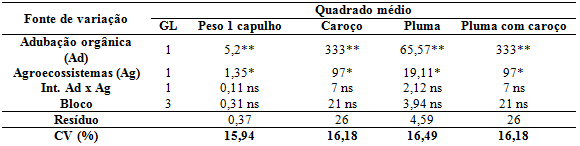 Fonte de variação Quadrado médio
GL Peso 1 capulho Caroço Pluma Pluma com caroço
Adubação orgânica (Ad) 1 5,2** 333** 65,57** 333**
Agroecossistemas (Ag) 1 1,35* 97* 19,11* 97*
Int. Ad x Ag 1 0,11 ns 7 ns 2,12 ns 7 ns
Bloco 3 0,31 ns 21 ns 3,94 ns 21 ns
Resíduo 0,37 26 4,59 26
CV (%) 15,94 16,18 16,49 16,18